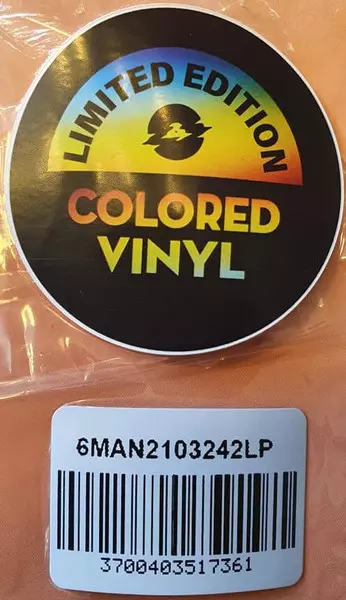 LIMITED EDITION
COLORED
VINYL
6MAN2103242LP
3700403517361